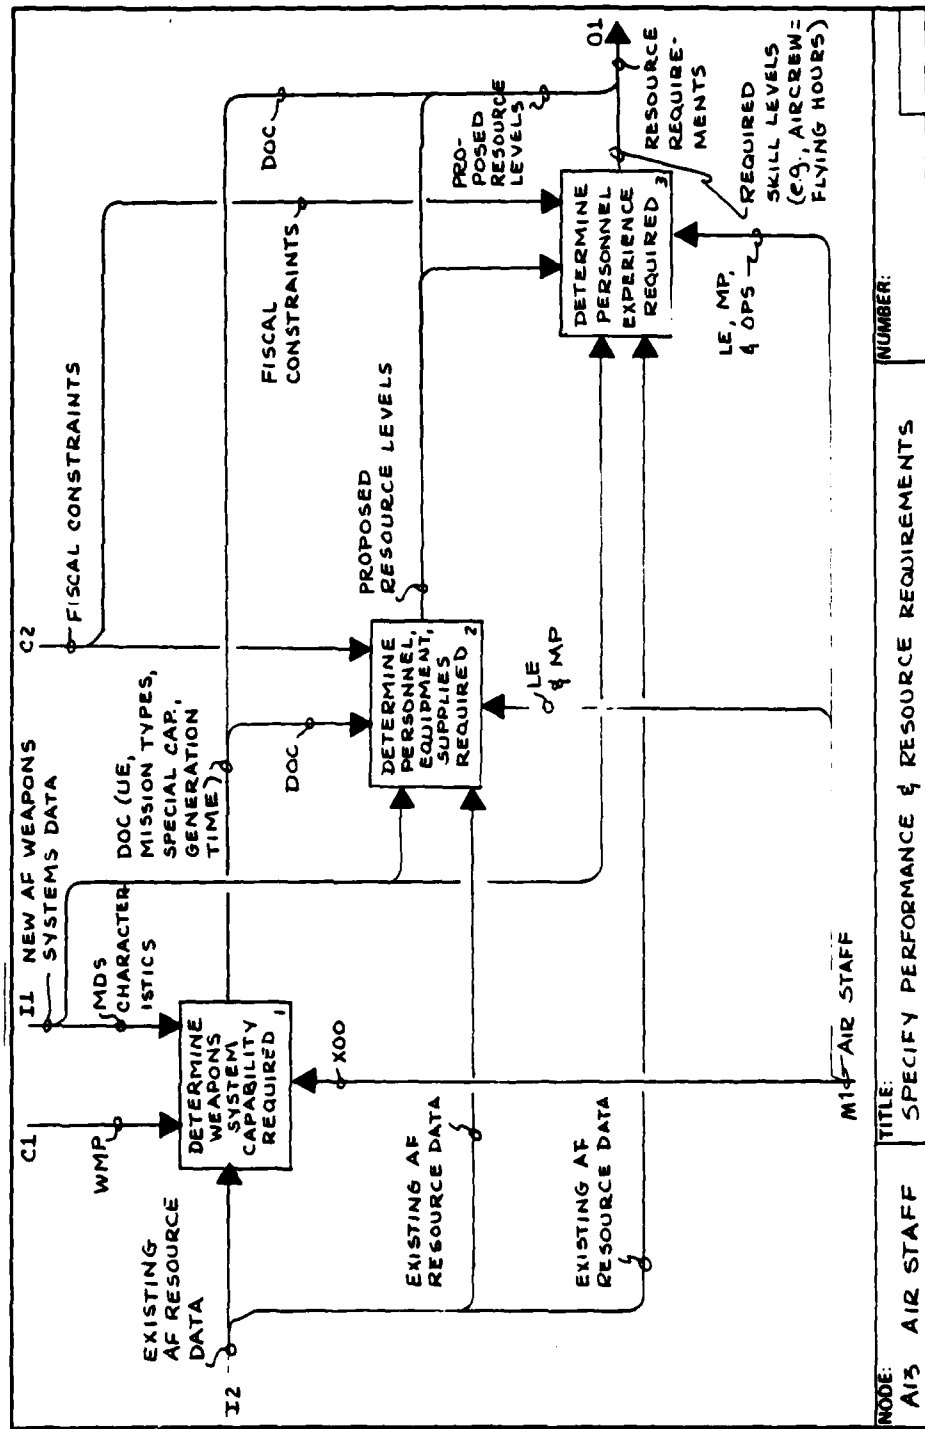 C1
I1
NEW AF WEAPONS
SYSTEMS DATA
C2
FISCAL CONSTRAINTS
WMP
MDS
CHARACTER
ISTICS
DOC (UE,
MISSION TYPES,
SPECIAL CAP.,
GENERATION
TIME)
EXISTING
AF RESOURCE
DATA
I2
DETERMINE
WEAPONS
SYSTEM
CAPABILITY
REQUIRED
1
XOO
DOC
DETERMINE
PERSONNEL,
EQUIPMENT,
SUPPLIES
REQUIRED
2
LE
& MP
PROPOSED
RESOURCE LEVELS
FISCAL
CONSTRAINTS
DOC
PRO-
POSED
RESOURCE
LEVELS
DETERMINE
PERSONNEL
EXPERIENCE
REQUIRED
3
O1
RESOURCE
REQUIRE-
MENTS
REQUIRED
SKILL LEVELS
(e.g., AIRCREW=
FLYING HOURS)
LE, MP,
& OPS
EXISTING AF
RESOURCE DATA
EXISTING AF
RESOURCE DATA
M1
AIR STAFF
NODE:
A13 AIR STAFF
TITLE:
SPECIFY PERFORMANCE & RESOURCE REQUIREMENTS
NUMBER: